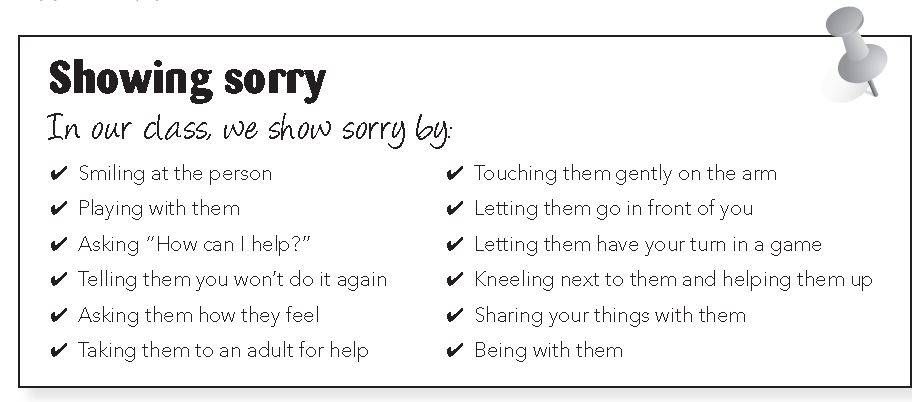 Showing sorry
In our class, we show sorry by:
✔ Smiling at the person
✔ Playing with them
✔ Asking “How can I help?”
✔ Telling them you won’t do it again
✔ Asking them how they feel
✔ Taking them to an adult for help
✔ Touching them gently on the arm
✔ Letting them go in front of you
✔ Letting them have your turn in a game
✔ Kneeling next to them and helping them up
✔ Sharing your things with them
✔ Being with them